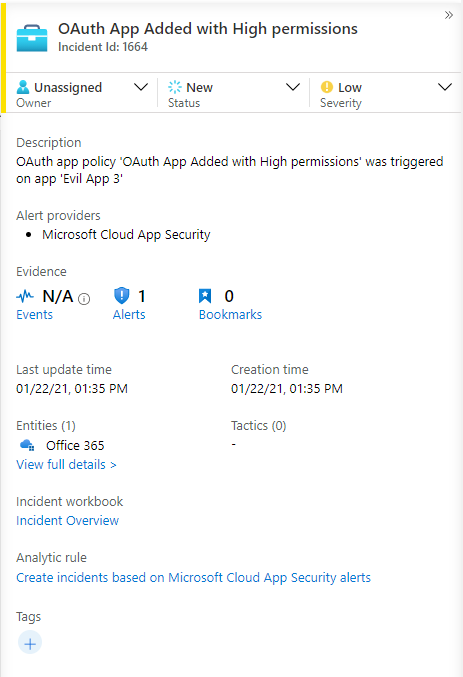 OAuth App Added with High permissions
Incident Id: 1664
Unassigned New Low
Owner Status Severity
Description
OAuth app policy 'OAuth App Added with High permissions' was triggered
on app 'Evil App 3'
Alert providers
Microsoft Cloud App Security
Evidence
N/A 1 0
Events Alerts Bookmarks
Last update time Creation time
01/22/21, 01:35 PM 01/22/21, 01:35 PM
Entities (1) Tactics (0)
Office 365 -
View full details >
Incident workbook
Incident Overview
Analytic rule
Create incidents based on Microsoft Cloud App Security alerts
Tags
+